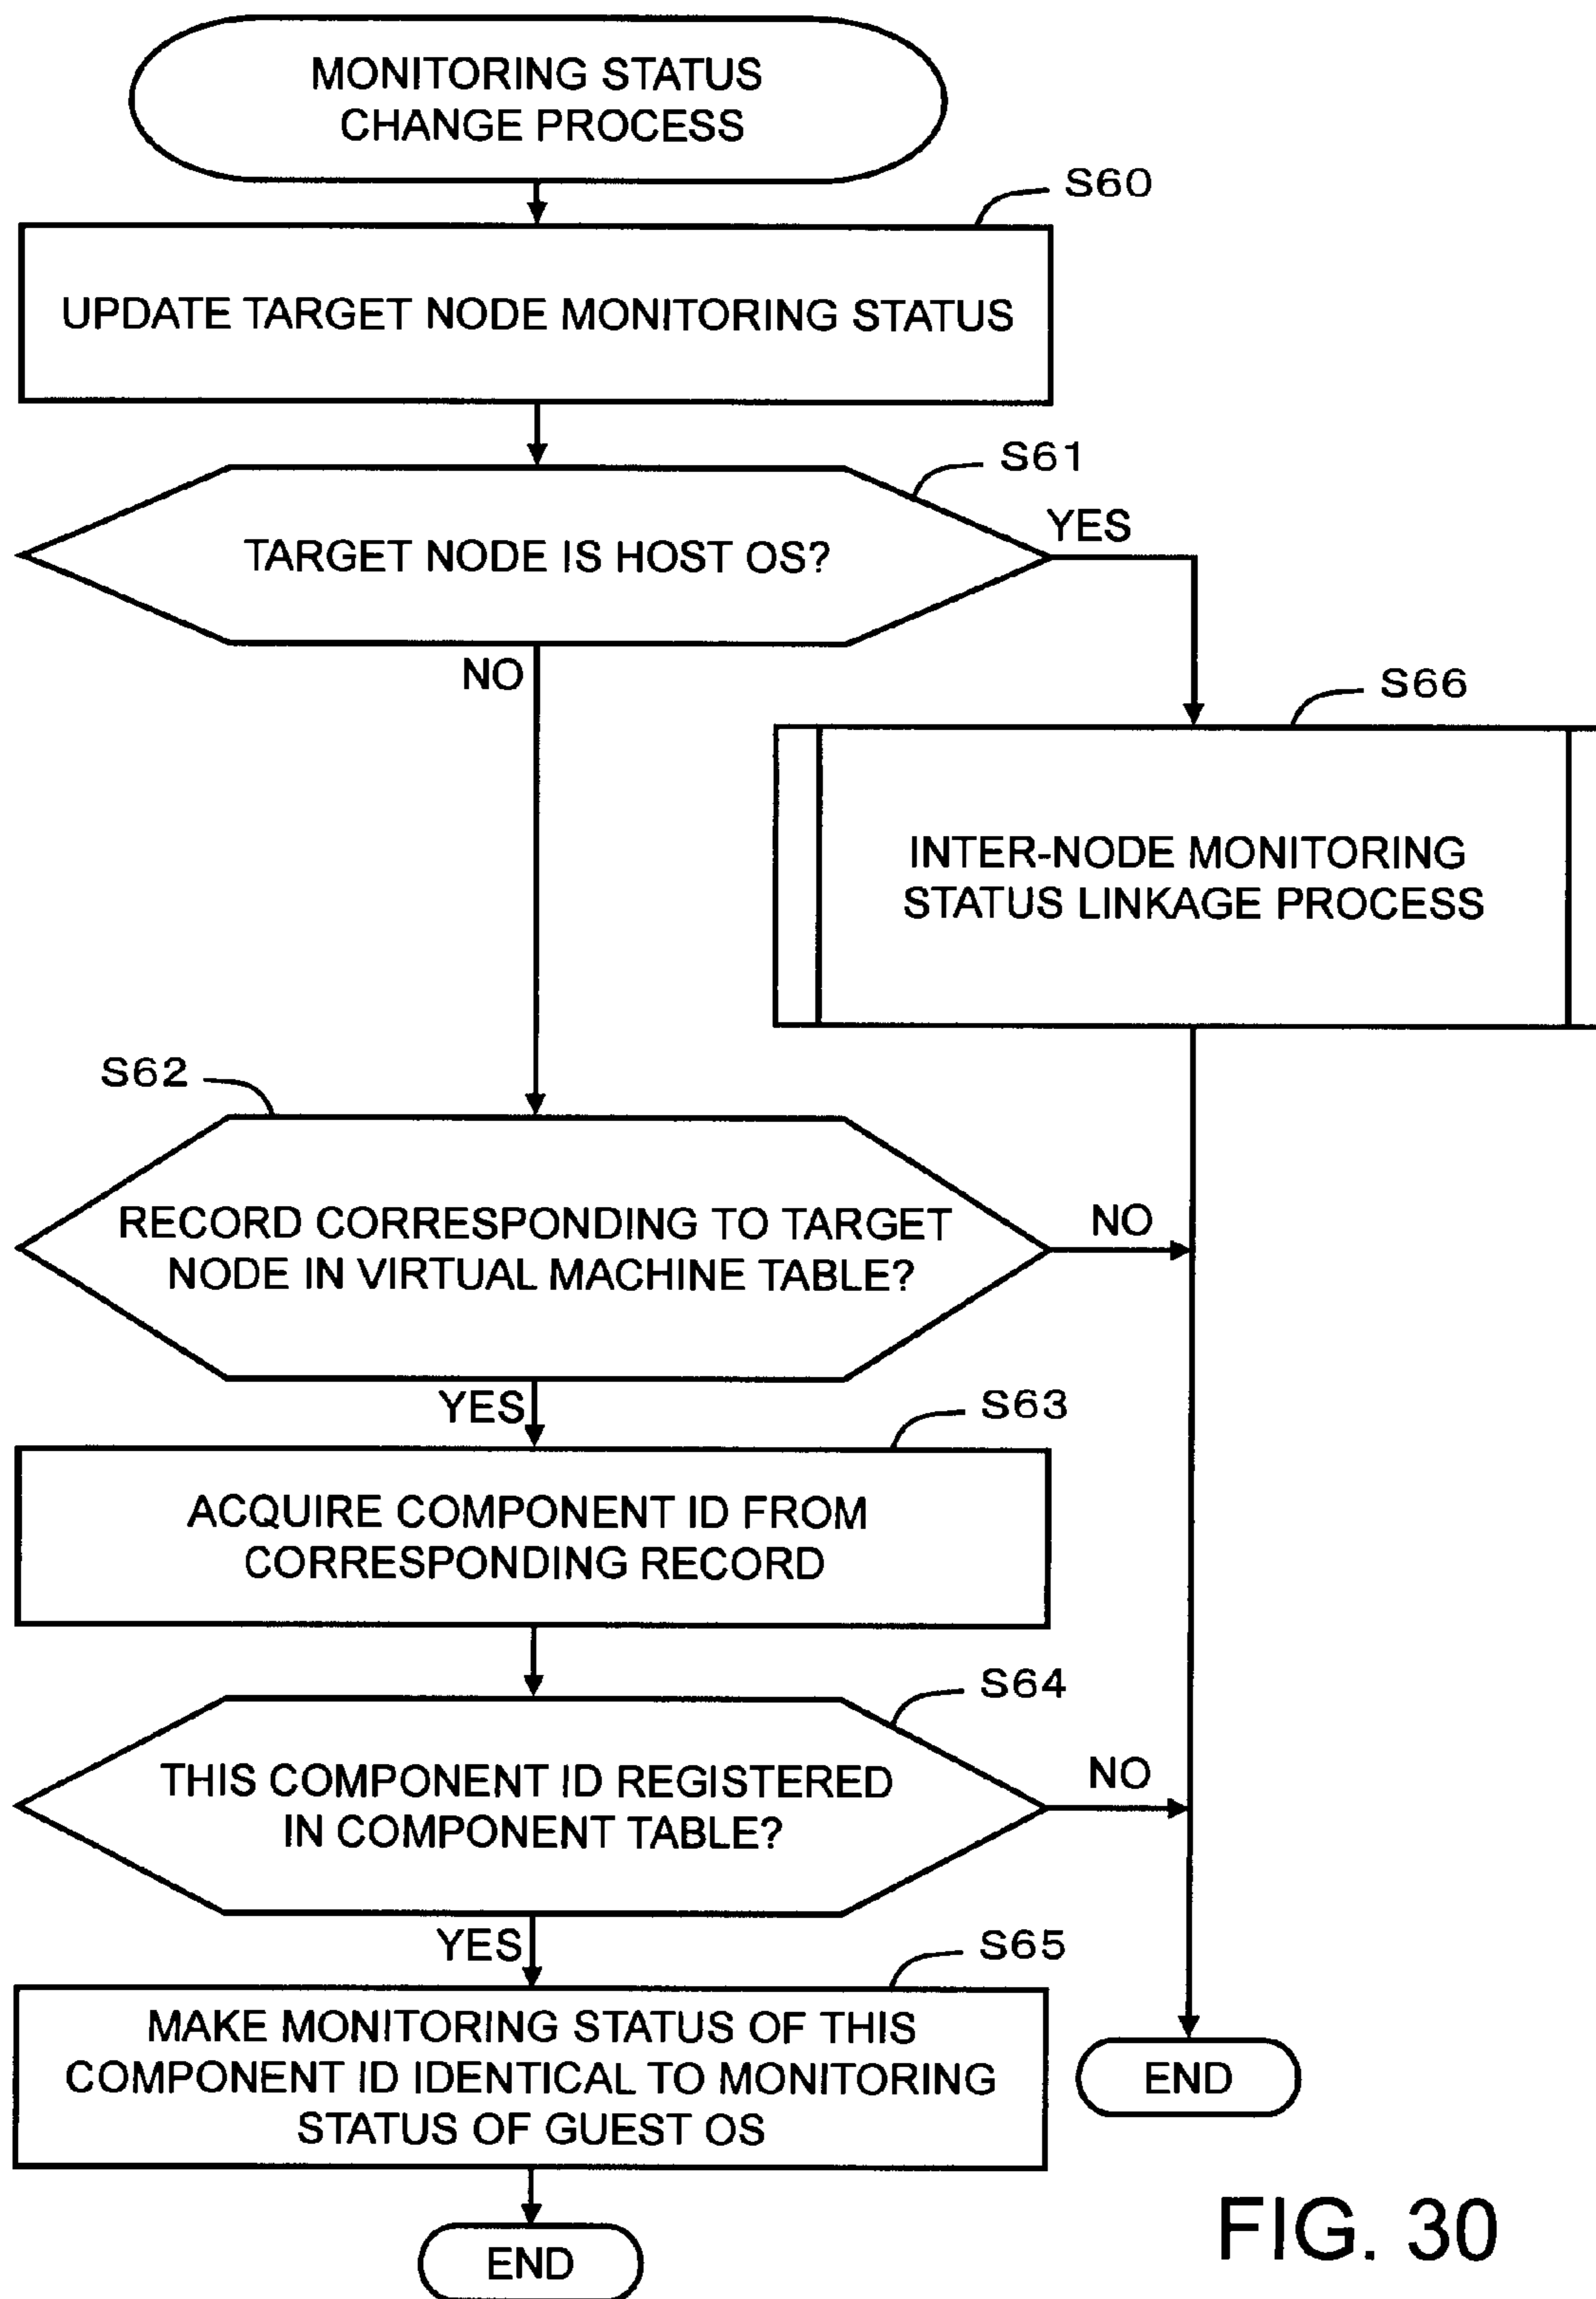 MONITORING STATUS
CHANGE PROCESS
S60
UPDATE TARGET NODE MONITORING STATUS
S61
TARGET NODE IS HOST OS?
YES
NO
S66
INTER-NODE MONITORING
STATUS LINKAGE PROCESS
S62
RECORD CORRESPONDING TO TARGET
NODE IN VIRTUAL MACHINE TABLE?
NO
YES
S63
ACQUIRE COMPONENT ID FROM
CORRESPONDING RECORD
S64
THIS COMPONENT ID REGISTERED
IN COMPONENT TABLE?
NO
YES
S65
MAKE MONITORING STATUS OF THIS
COMPONENT ID IDENTICAL TO MONITORING
STATUS OF GUEST OS
END
END
FIG. 30